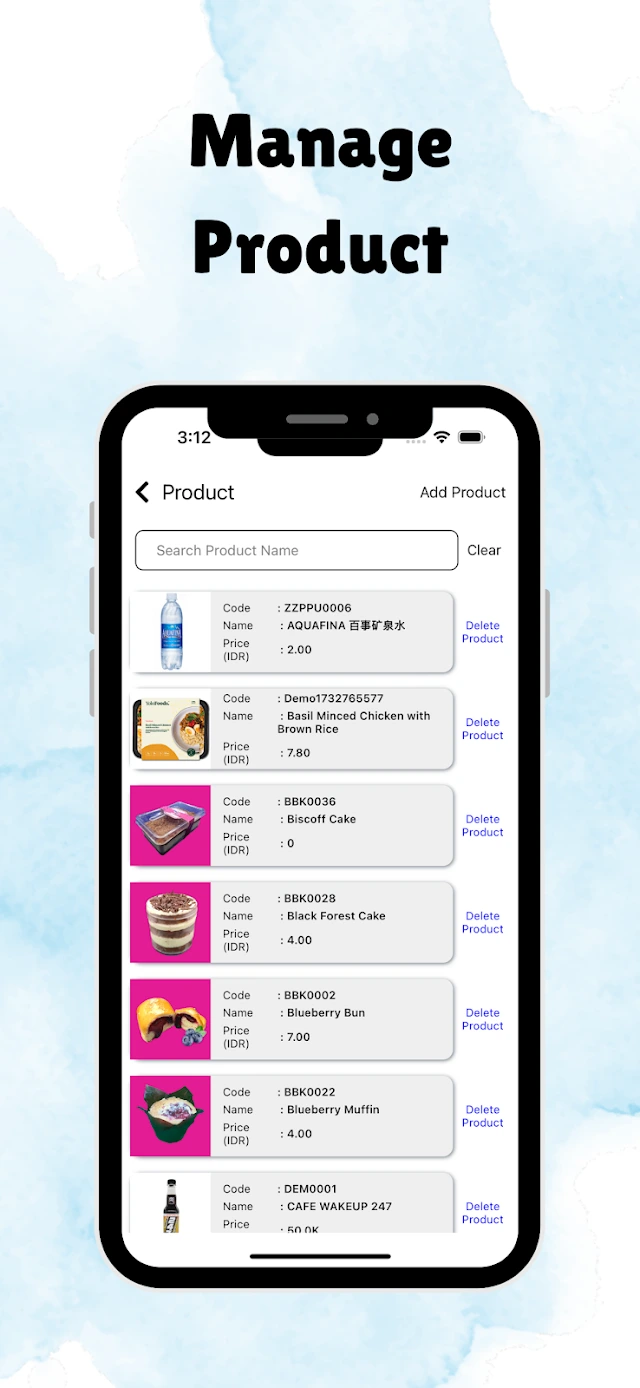 Manage
Product
3:12
Product
Add Product
Search Product Name
Clear
AQUAFINA
Code : ZZPPU0006
Name : AQUAFINA 百事矿泉水
Price : 2.00
(IDR)
Delete
Product
YoloFoods.
Code : Demo1732765577
Name : Basil Minced Chicken with
Brown Rice
Price : 7.80
(IDR)
Delete
Product
Code : BBK0036
Name : Biscoff Cake
Price : 0
(IDR)
Delete
Product
Code : BBK0028
Name : Black Forest Cake
Price : 4.00
(IDR)
Delete
Product
Code : BBK0002
Name : Blueberry Bun
Price : 7.00
(IDR)
Delete
Product
Code : BBK0022
Name : Blueberry Muffin
Price : 4.00
(IDR)
Delete
Product
Code : DEM0001
Name : CAFE WAKEUP 247
Price : 50.0K
Delete
Product